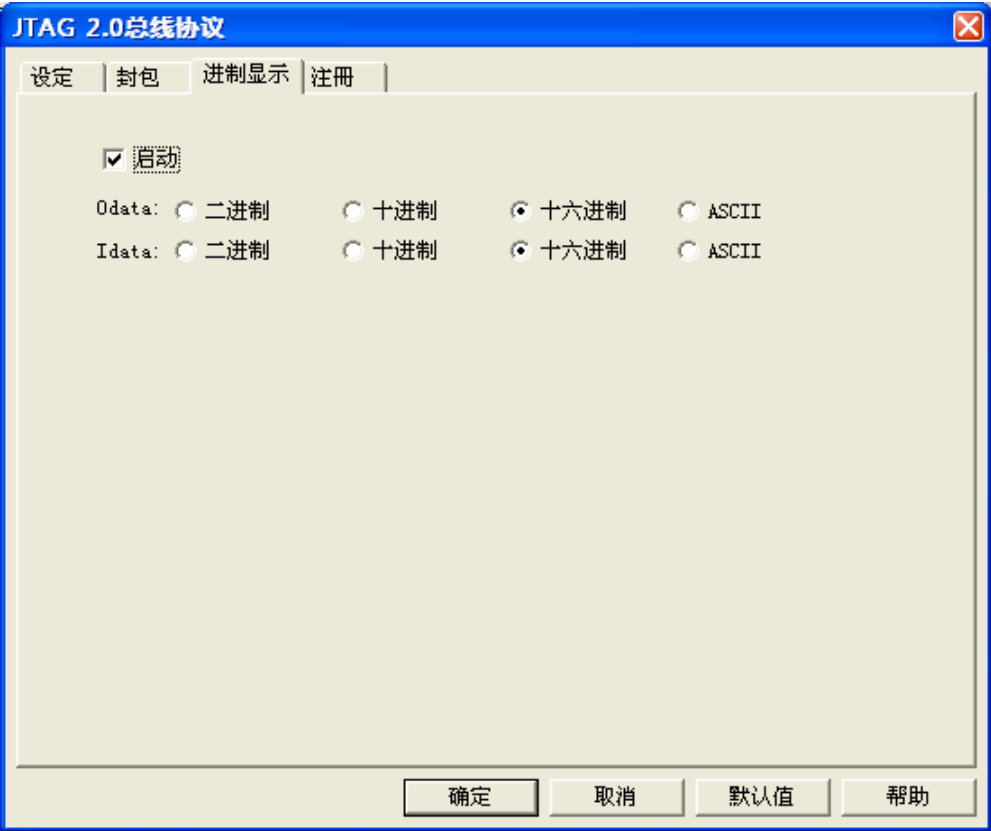 JTAG 2.0总线协议
设定 封包 进制显示 注冊
启动
Odata: 二进制 十进制 十六进制 ASCII
Idata: 二进制 十进制 十六进制 ASCII
确定 取消 默认值 帮助